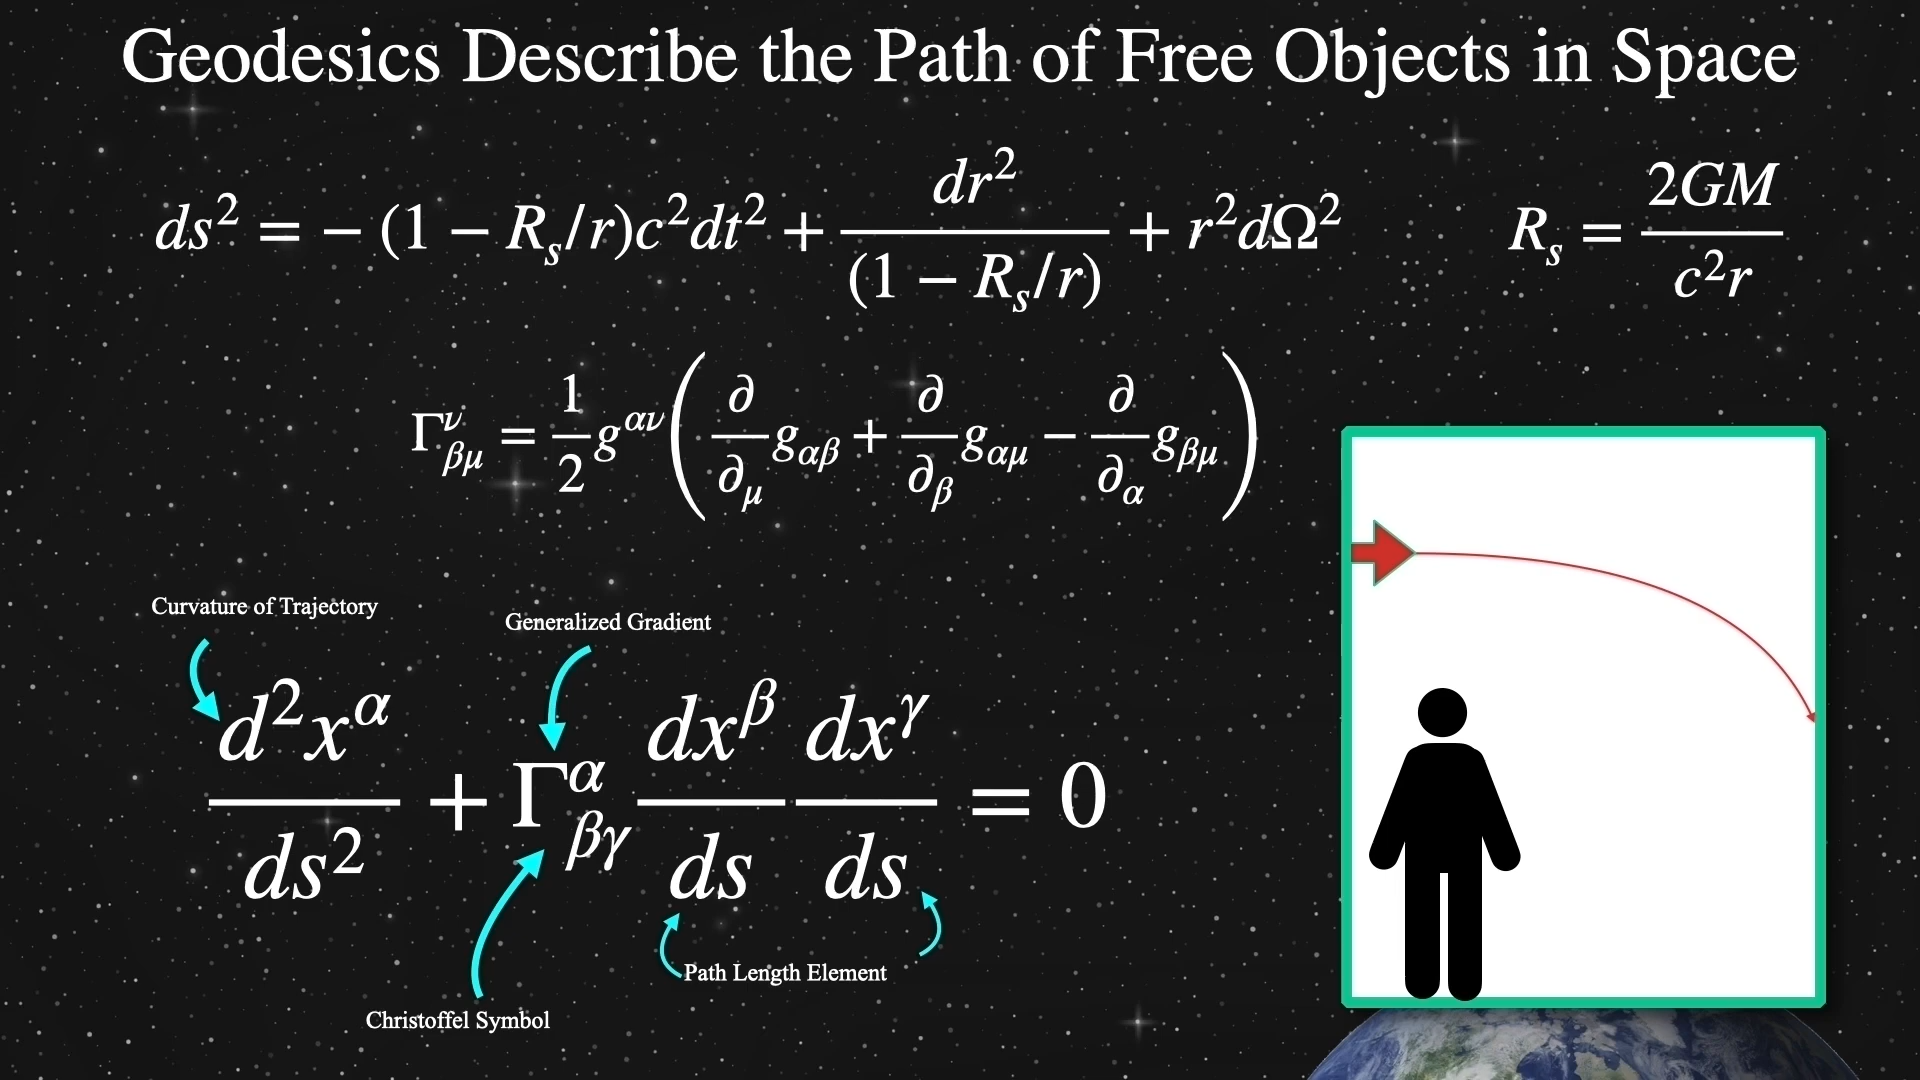 Geodesics Describe the Path of Free Objects in Space
ds² = − (1 − Rₛ/r)c²dt² + dr²/(1 − Rₛ/r) + r²dΩ²
Rₛ = 2GM/c²r
Γ^ν_βμ = 1/2 g^αν (∂/∂_μ g_αβ + ∂/∂_β g_αμ − ∂/∂_α g_βμ)
Curvature of Trajectory
Generalized Gradient
d²x^α/ds² + Γ^α_βγ dx^β/ds dx^γ/ds = 0
Path Length Element
Christoffel Symbol